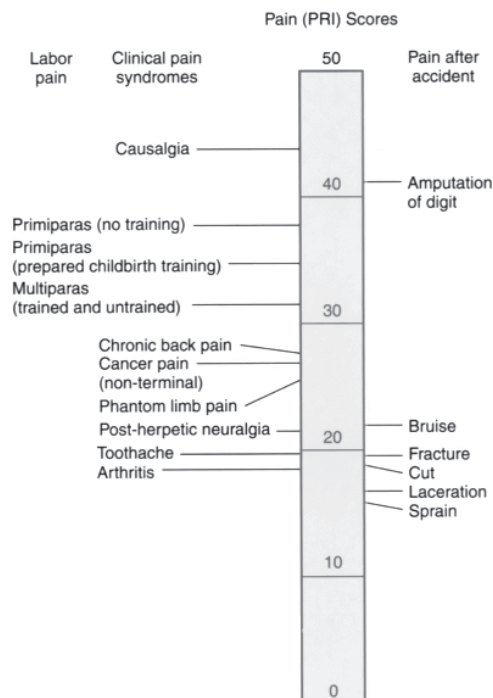 Pain (PRI) Scores
Labor
pain
Clinical pain
syndromes
50
Pain after
accident
Causalgia
40
Amputation
of digit
Primiparas (no training)
Primiparas
(prepared childbirth training)
Multiparas
(trained and untrained)
30
Chronic back pain
Cancer pain
(non-terminal)
Phantom limb pain
Post-herpetic neuralgia
Bruise
20
Toothache
Fracture
Arthritis
Cut
Laceration
Sprain
10
0